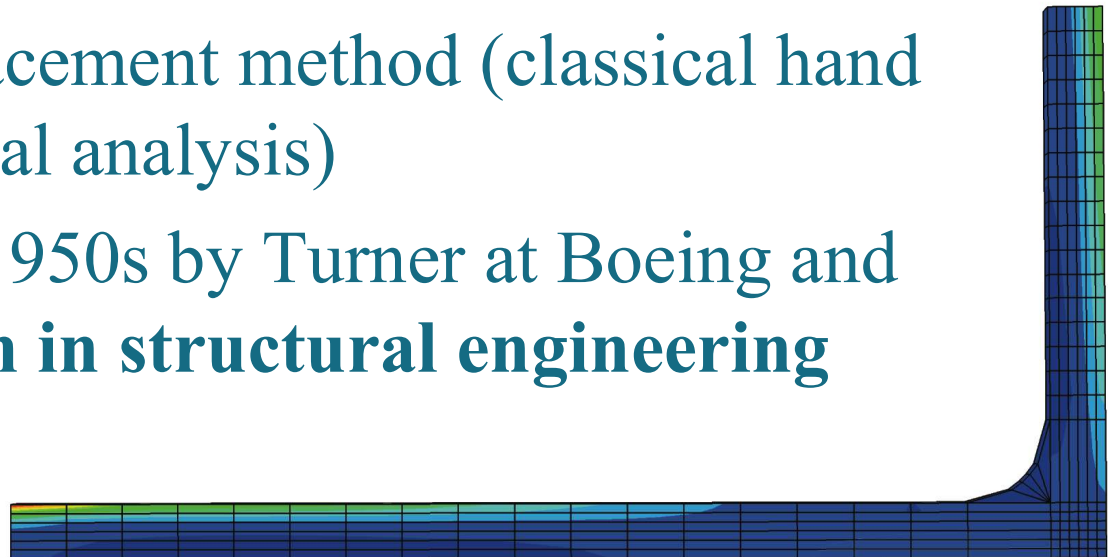 acement method (classical hand
al analysis)
950s by Turner at Boeing and
in structural engineering